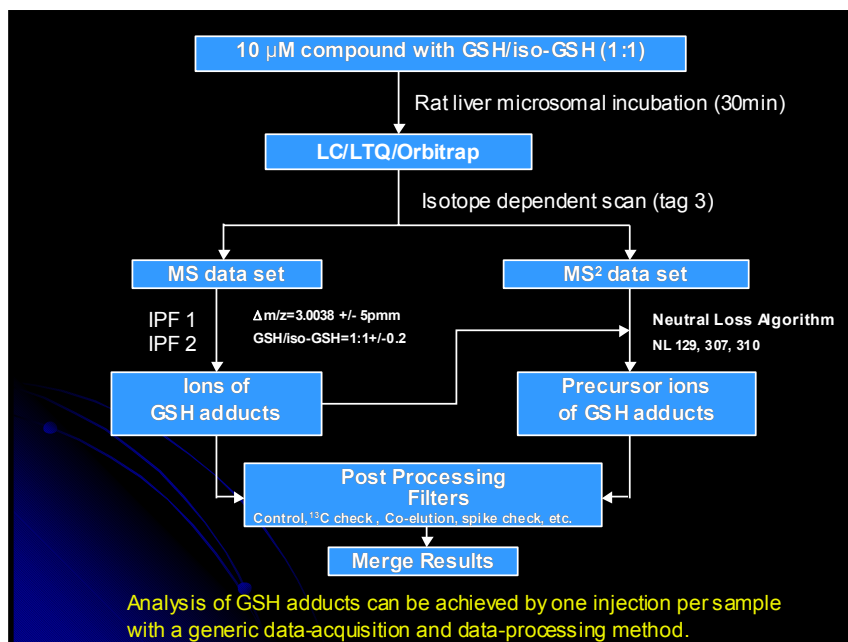 10 µM compound with GSH/iso-GSH (1:1)
Rat liver microsomal incubation (30min)
LC/LTQ/Orbitrap
Isotope dependent scan (tag 3)
MS data set
MS² data set
IPF 1
IPF 2
Δm/z=3.0038 +/- 5pmm
GSH/iso-GSH=1:1+/-0.2
Neutral Loss Algorithm
NL 129, 307, 310
Ions of
GSH adducts
Precursor ions
of GSH adducts
Post Processing
Filters
Control,¹³C check , Co-elution, spike check, etc.
Merge Results
Analysis of GSH adducts can be achieved by one injection per sample
with a generic data-acquisition and data-processing method.